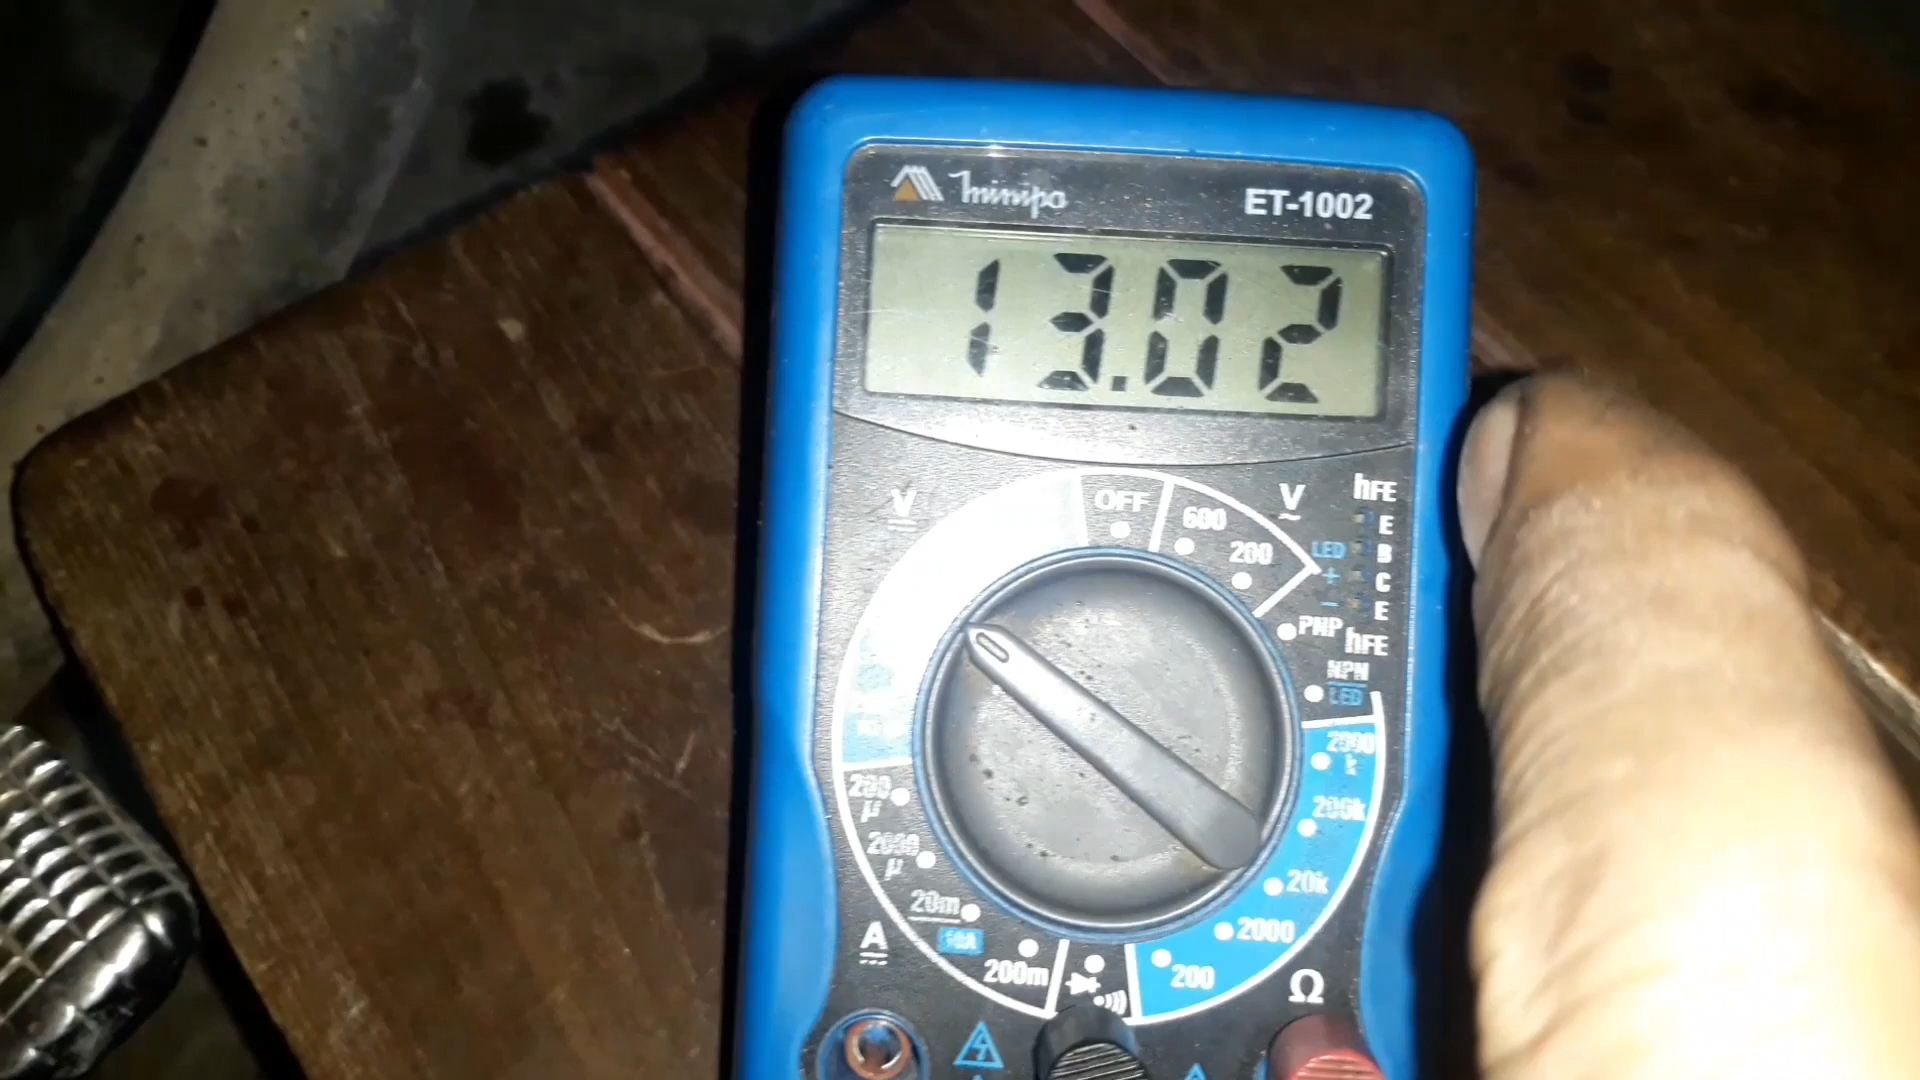 Minipa ET-1002
13.02
V OFF 600 V hFE
200 LED E
B
+ C
- E
PNP hFE
NPN
LED
2000
k
200
µ
200k
2000
µ
20k
20m
2000
A 10A
200m 200 Ω